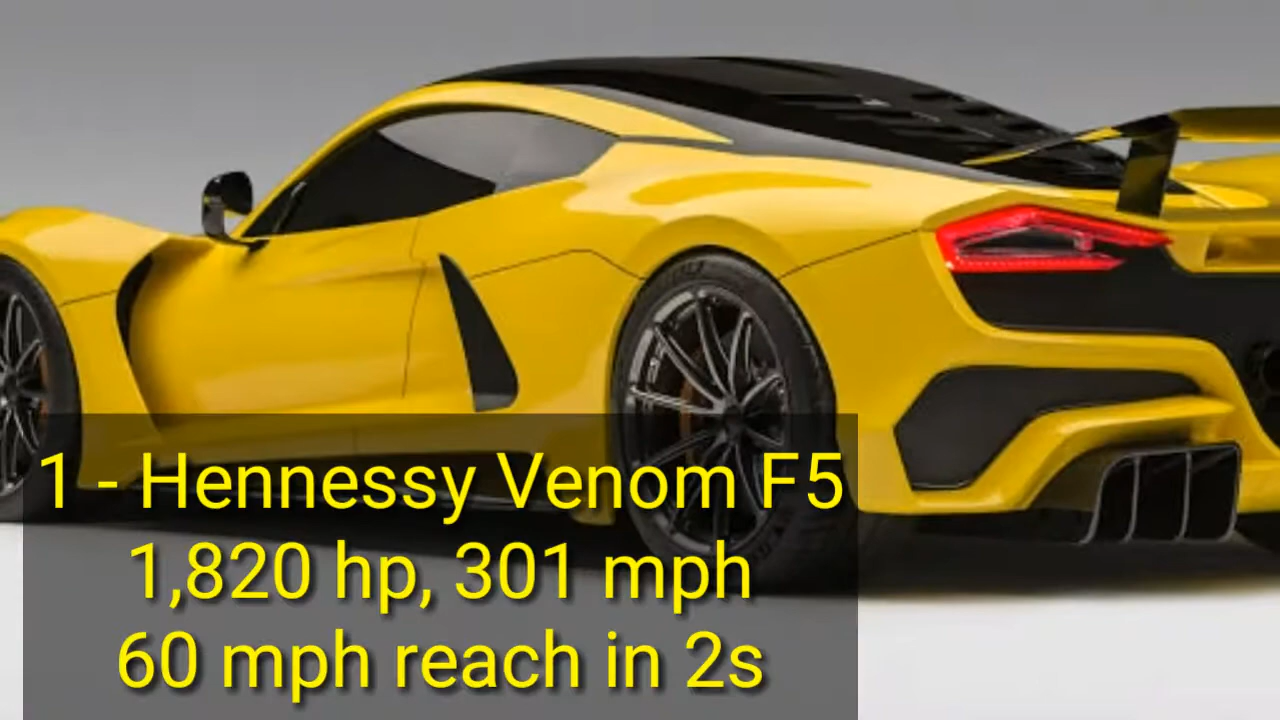 1 - Hennessy Venom F5
1,820 hp, 301 mph
60 mph reach in 2s